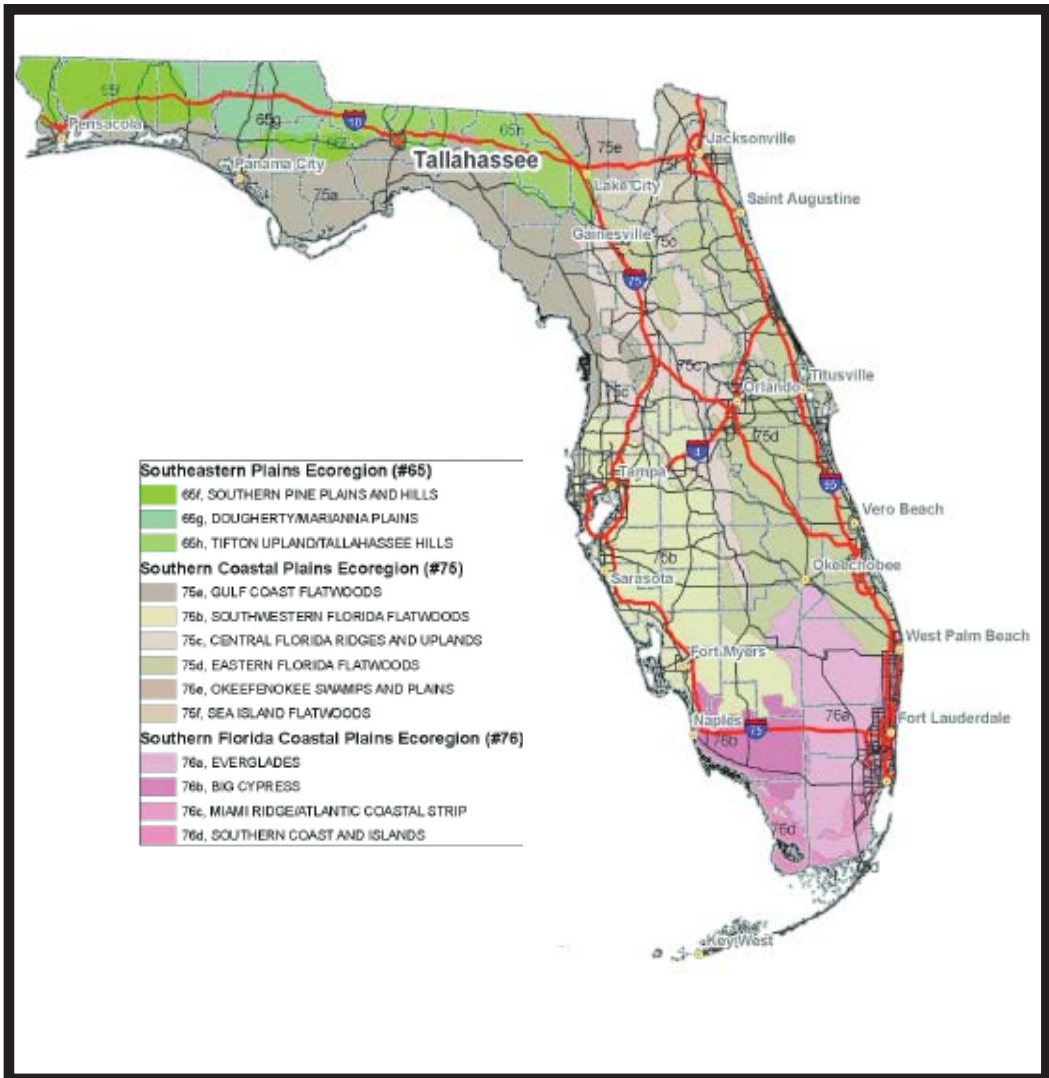 65f
65g
10
65f
65h
75e
75f
Pensacola
Jacksonville
Tallahassee
Panama City
Lake City
75a
Saint Augustine
Gainesville
75c
75
75c
Titusville
75c
Orlando
75d
4
Tampa
95
Vero Beach
75b
Okeechobee
Sarasota
West Palm Beach
Fort Myers
76a
Naples
75
Fort Lauderdale
76b
76d
Key West
Southeastern Plains Ecoregion (#65)
65f, SOUTHERN PINE PLAINS AND HILLS
65g, DOUGHERTY/MARIANNA PLAINS
65h, TIFTON UPLAND/TALLAHASSEE HILLS
Southern Coastal Plains Ecoregion (#75)
75a, GULF COAST FLATWOODS
75b, SOUTHWESTERN FLORIDA FLATWOODS
75c, CENTRAL FLORIDA RIDGES AND UPLANDS
75d, EASTERN FLORIDA FLATWOODS
75e, OKEEFENOKEE SWAMPS AND PLAINS
75f, SEA ISLAND FLATWOODS
Southern Florida Coastal Plains Ecoregion (#76)
76a, EVERGLADES
76b, BIG CYPRESS
76c, MIAMI RIDGE/ATLANTIC COASTAL STRIP
76d, SOUTHERN COAST AND ISLANDS